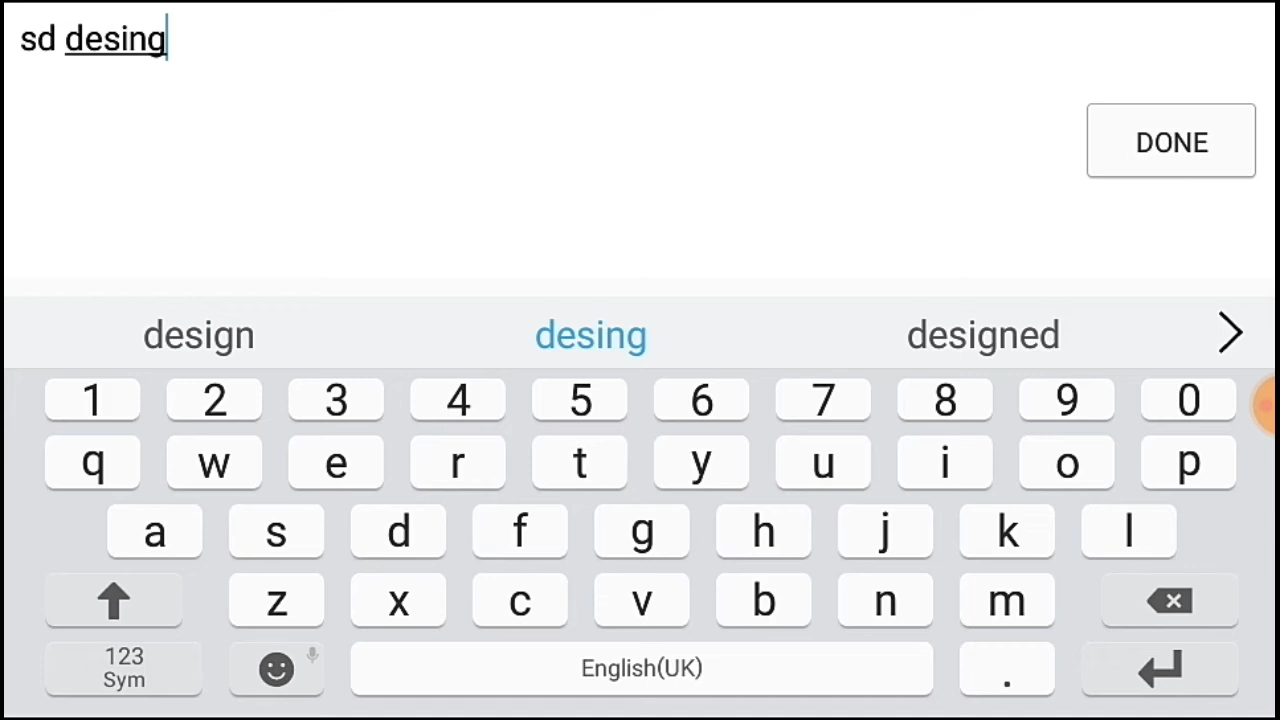 sd desing
DONE
design desing designed
1 2 3 4 5 6 7 8 9 0
q w e r t y u i o p
a s d f g h j k l
z x c v b n m
123
Sym
English(UK)
.